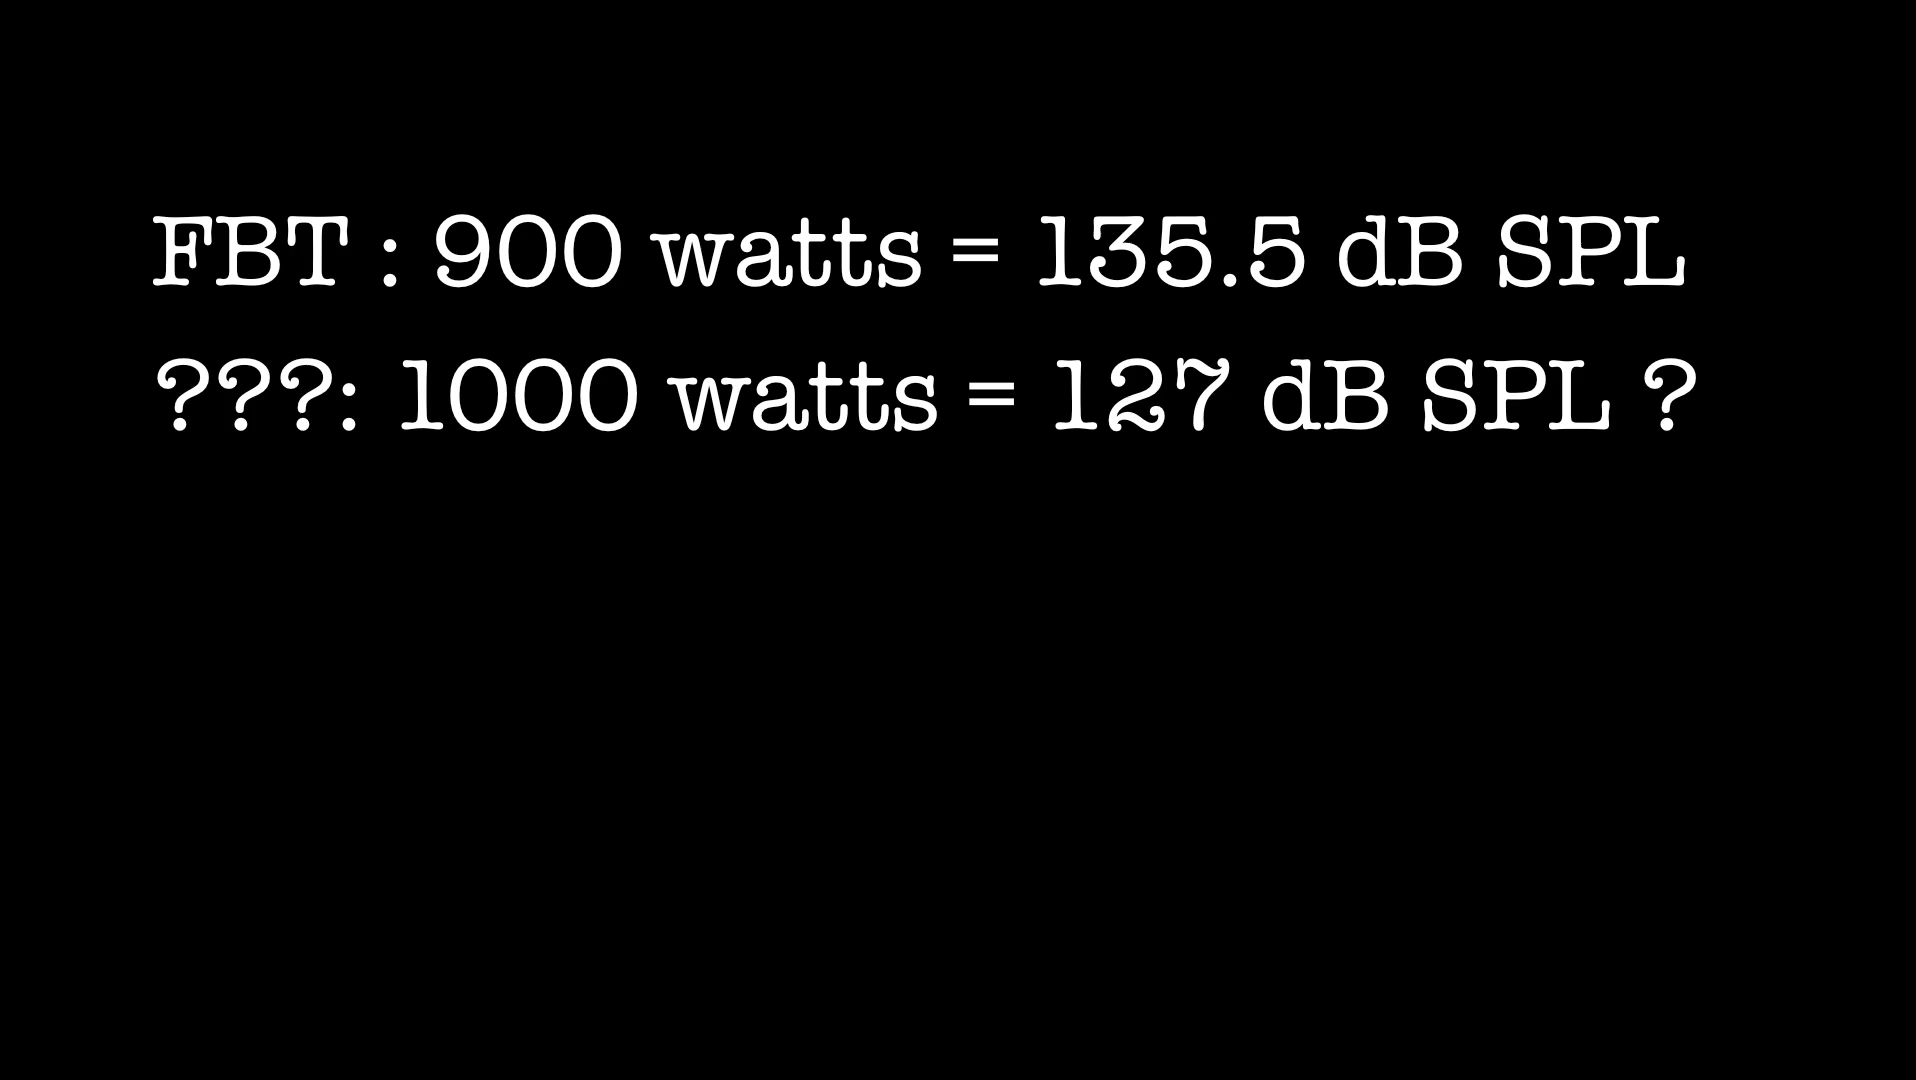 FBT : 900 watts = 135.5 dB SPL
???: 1000 watts = 127 dB SPL ?